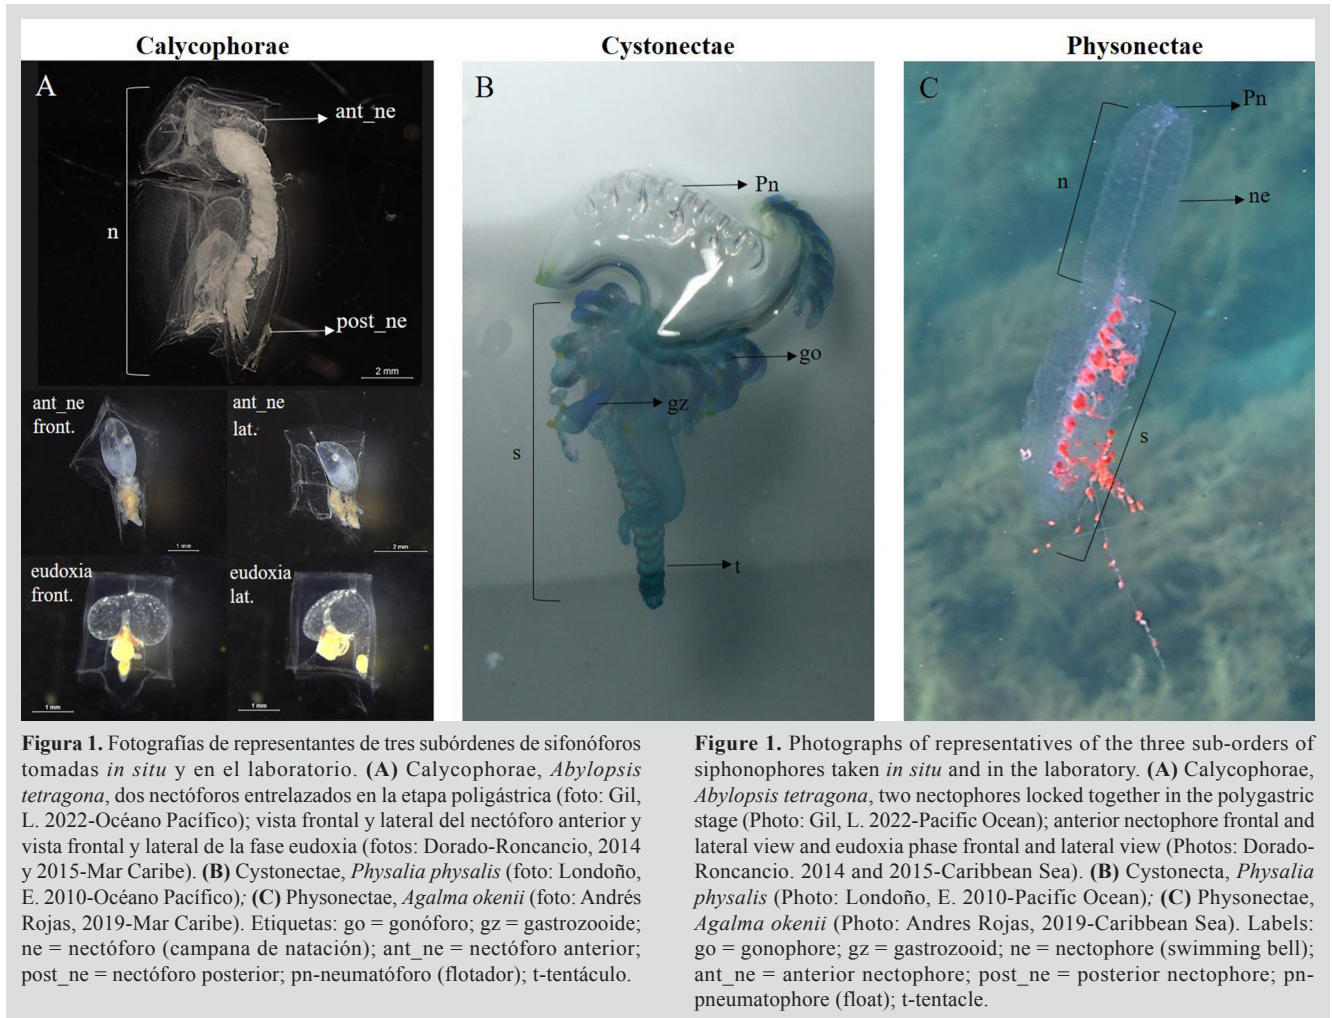 Calycophorae
Cystonectae
Physonectae
A
n
ant_ne
post_ne
2 mm
ant_ne
front.
1 mm
ant_ne
lat.
2 mm
eudoxia
front.
1 mm
eudoxia
lat.
1 mm
B
Pn
go
gz
s
t
C
Pn
n
ne
s
Figura 1. Fotografías de representantes de tres subórdenes de sifonóforos
tomadas in situ y en el laboratorio. (A) Calycophorae, Abylopsis
tetragona, dos nectóforos entrelazados en la etapa poligástrica (foto: Gil,
L. 2022-Océano Pacífico); vista frontal y lateral del nectóforo anterior y
vista frontal y lateral de la fase eudoxia (fotos: Dorado-Roncancio, 2014
y 2015-Mar Caribe). (B) Cystonectae, Physalia physalis (foto: Londoño,
E. 2010-Océano Pacífico); (C) Physonectae, Agalma okenii (foto: Andrés
Rojas, 2019-Mar Caribe). Etiquetas: go = gonóforo; gz = gastrozooide;
ne = nectóforo (campana de natación); ant_ne = nectóforo anterior;
post_ne = nectóforo posterior; pn-neumatóforo (flotador); t-tentáculo.
Figure 1. Photographs of representatives of the three sub-orders of
siphonophores taken in situ and in the laboratory. (A) Calycophorae,
Abylopsis tetragona, two nectophores locked together in the polygastric
stage (Photo: Gil, L. 2022-Pacific Ocean); anterior nectophore frontal and
lateral view and eudoxia phase frontal and lateral view (Photos: Dorado-
Roncancio. 2014 and 2015-Caribbean Sea). (B) Cystonecta, Physalia
physalis (Photo: Londoño, E. 2010-Pacific Ocean); (C) Physonectae,
Agalma okenii (Photo: Andres Rojas, 2019-Caribbean Sea). Labels:
go = gonophore; gz = gastrozooid; ne = nectophore (swimming bell);
ant_ne = anterior nectophore; post_ne = posterior nectophore; pn-
pneumatophore (float); t-tentacle.